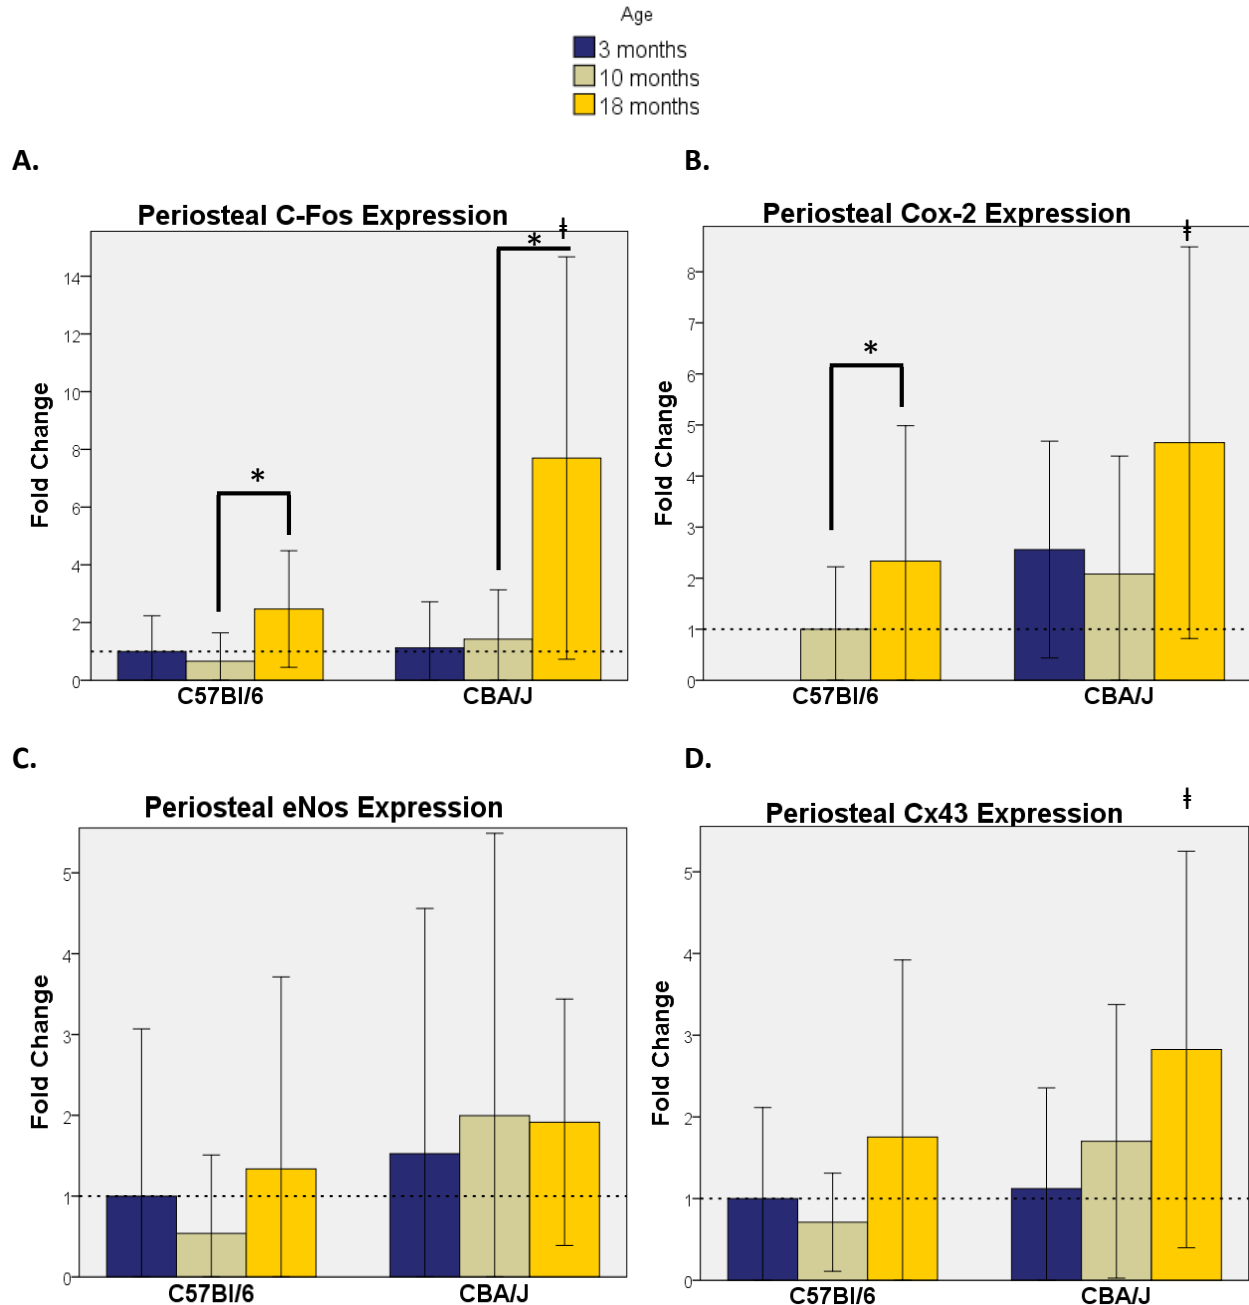 Age
3 months
10 months
18 months
A.
B.
Periosteal C-Fos Expression
Periosteal Cox-2 Expression
Fold Change
14
12
10
8
6
4
2
0
*
*
ǂ
C57Bl/6
CBA/J
Fold Change
8
7
6
5
4
3
2
1
0
*
ǂ
C57Bl/6
CBA/J
C.
D.
Periosteal eNos Expression
Periosteal Cx43 Expression
Fold Change
5
4
3
2
1
0
C57Bl/6
CBA/J
Fold Change
5
4
3
2
1
0
ǂ
C57Bl/6
CBA/J